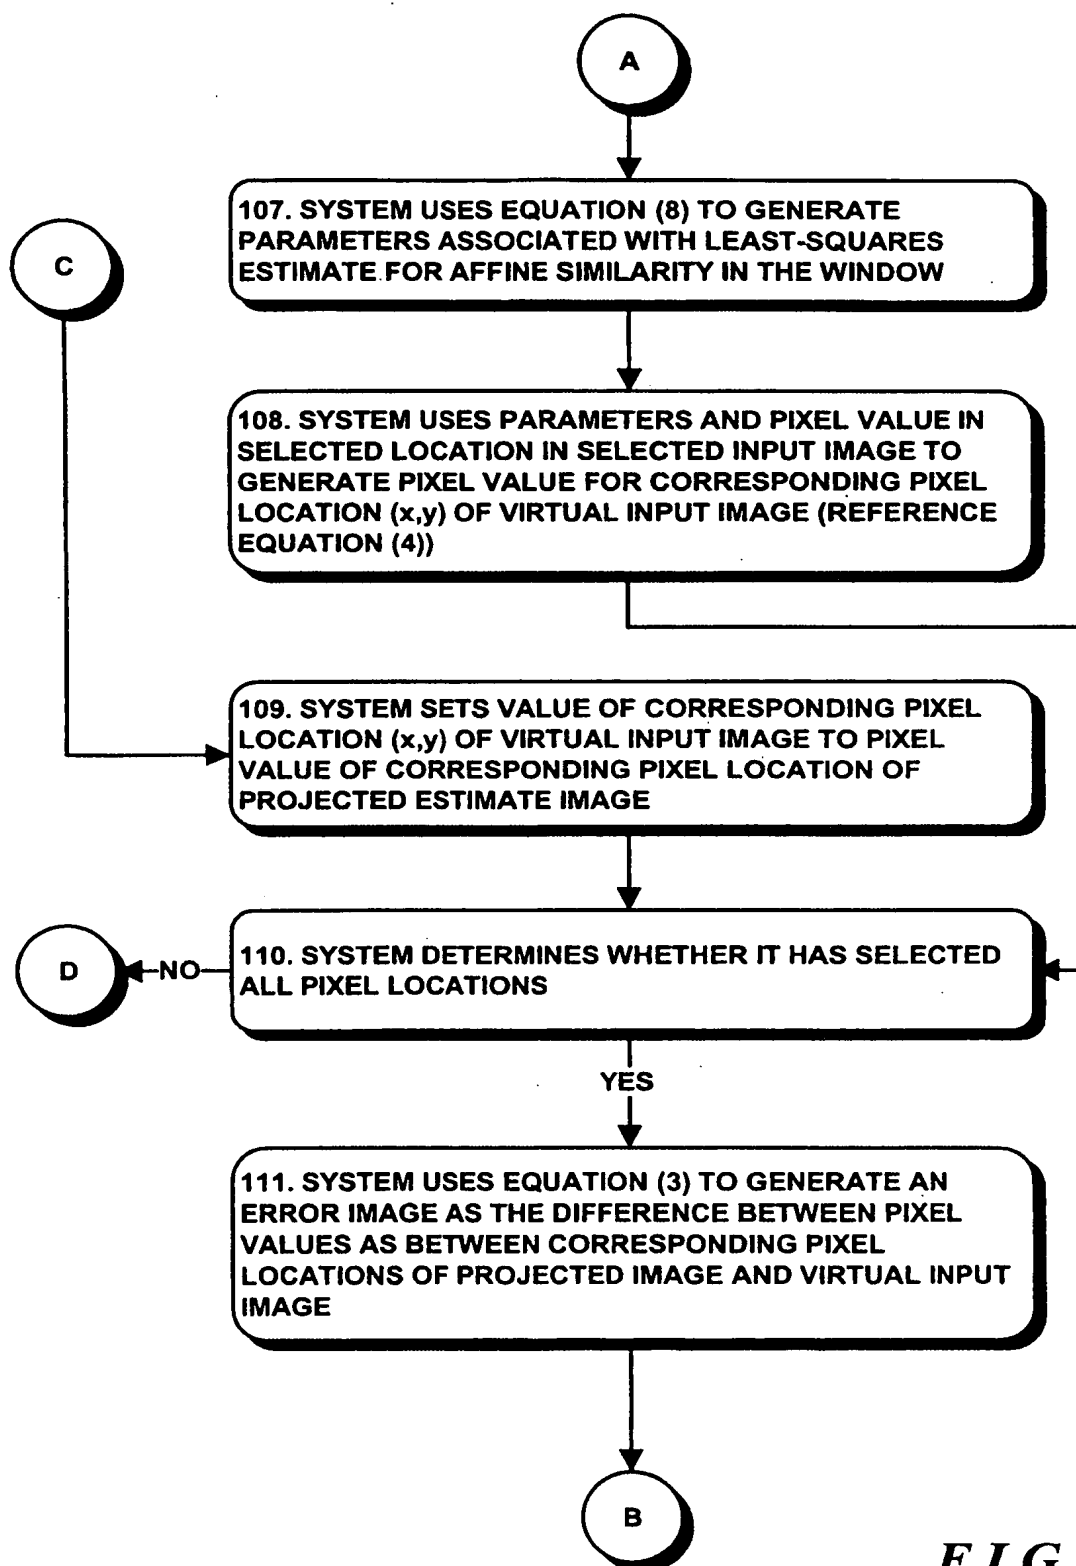 A
107. SYSTEM USES EQUATION (8) TO GENERATE
PARAMETERS ASSOCIATED WITH LEAST-SQUARES
ESTIMATE FOR AFFINE SIMILARITY IN THE WINDOW
C
108. SYSTEM USES PARAMETERS AND PIXEL VALUE IN
SELECTED LOCATION IN SELECTED INPUT IMAGE TO
GENERATE PIXEL VALUE FOR CORRESPONDING PIXEL
LOCATION (x,y) OF VIRTUAL INPUT IMAGE (REFERENCE
EQUATION (4))
109. SYSTEM SETS VALUE OF CORRESPONDING PIXEL
LOCATION (x,y) OF VIRTUAL INPUT IMAGE TO PIXEL
VALUE OF CORRESPONDING PIXEL LOCATION OF
PROJECTED ESTIMATE IMAGE
D
NO
110. SYSTEM DETERMINES WHETHER IT HAS SELECTED
ALL PIXEL LOCATIONS
YES
111. SYSTEM USES EQUATION (3) TO GENERATE AN
ERROR IMAGE AS THE DIFFERENCE BETWEEN PIXEL
VALUES AS BETWEEN CORRESPONDING PIXEL
LOCATIONS OF PROJECTED IMAGE AND VIRTUAL INPUT
IMAGE
B
FIG